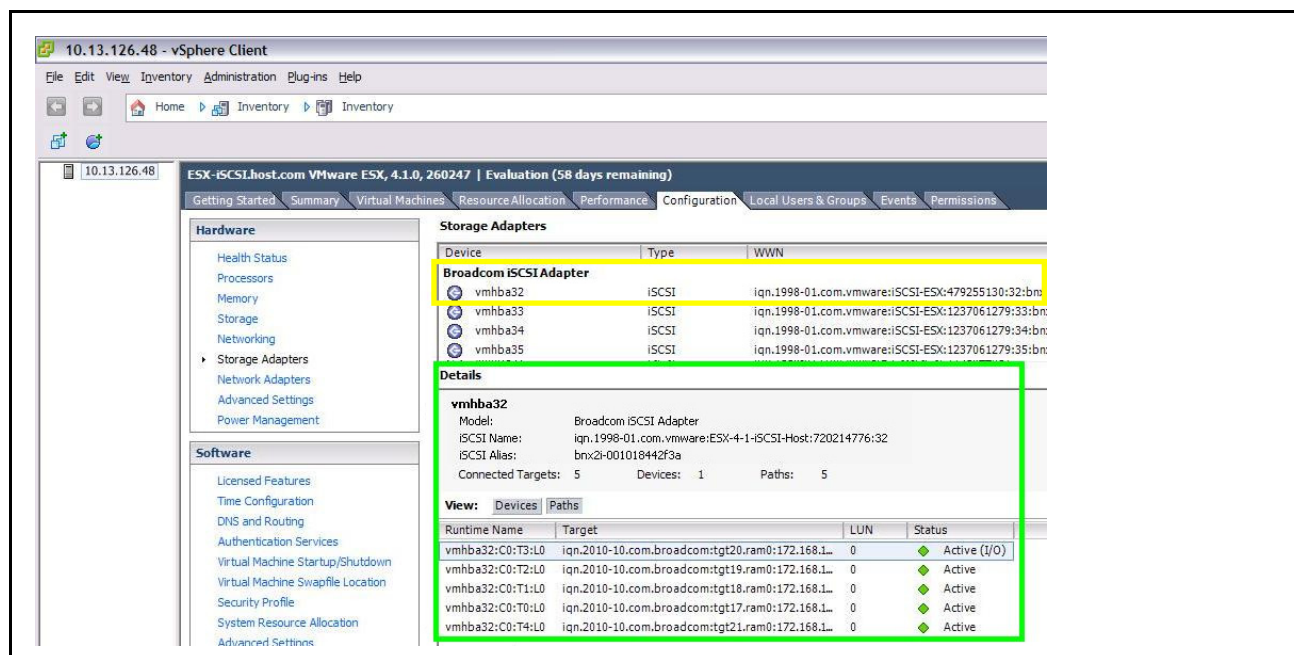 10.13.126.48 - vSphere Client
File Edit View Inventory Administration Plug-ins Help
Home Inventory Inventory
10.13.126.48
ESX-iSCSI.host.com VMware ESX, 4.1.0, 260247 | Evaluation (58 days remaining)
Getting Started Summary Virtual Machines Resource Allocation Performance Configuration Local Users & Groups Events Permissions
Hardware
Health Status
Processors
Memory
Storage
Networking
Storage Adapters
Network Adapters
Advanced Settings
Power Management
Software
Licensed Features
Time Configuration
DNS and Routing
Authentication Services
Virtual Machine Startup/Shutdown
Virtual Machine Swapfile Location
Security Profile
System Resource Allocation
Advanced Settings
Storage Adapters
Device Type WWN
Broadcom iSCSI Adapter
vmhba32 iSCSI iqn.1998-01.com.vmware:iSCSI-ESX:479255130:32:bnx
vmhba33 iSCSI iqn.1998-01.com.vmware:iSCSI-ESX:1237061279:33:bn
vmhba34 iSCSI iqn.1998-01.com.vmware:iSCSI-ESX:1237061279:34:bn
vmhba35 iSCSI iqn.1998-01.com.vmware:iSCSI-ESX:1237061279:35:bn
Details
vmhba32
Model: Broadcom iSCSI Adapter
iSCSI Name: iqn.1998-01.com.vmware:ESX-4-1-iSCSI-Host:720214776:32
iSCSI Alias: bnx2i-001018442f3a
Connected Targets: 5 Devices: 1 Paths: 5
View: Devices Paths
Runtime Name Target LUN Status
vmhba32:C0:T3:L0 iqn.2010-10.com.broadcom:tgt20.ram0:172.168.1... 0 Active (I/O)
vmhba32:C0:T2:L0 iqn.2010-10.com.broadcom:tgt19.ram0:172.168.1... 0 Active
vmhba32:C0:T1:L0 iqn.2010-10.com.broadcom:tgt18.ram0:172.168.1... 0 Active
vmhba32:C0:T0:L0 iqn.2010-10.com.broadcom:tgt17.ram0:172.168.1... 0 Active
vmhba32:C0:T4:L0 iqn.2010-10.com.broadcom:tgt21.ram0:172.168.1... 0 Active